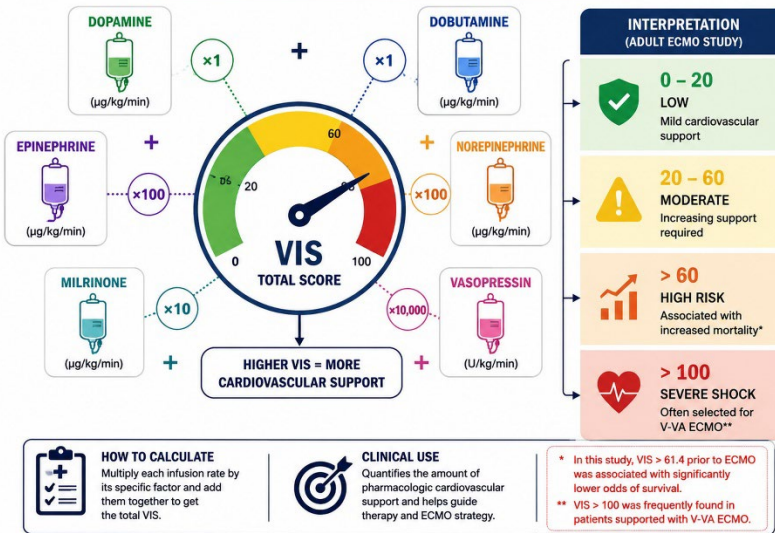 DOPAMINE
(µg/kg/min)
×1
+
×1
DOBUTAMINE
(µg/kg/min)
EPINEPHRINE
(µg/kg/min)
+
×100
20
60
0
100
VIS
TOTAL SCORE
+
×100
NOREPINEPHRINE
(µg/kg/min)
MILRINONE
(µg/kg/min)
×10
+
×10,000
+
VASOPRESSIN
(U/kg/min)
HIGHER VIS = MORE
CARDIOVASCULAR SUPPORT
INTERPRETATION
(ADULT ECMO STUDY)
0 – 20
LOW
Mild cardiovascular
support
20 – 60
MODERATE
Increasing support
required
> 60
HIGH RISK
Associated with
increased mortality*
> 100
SEVERE SHOCK
Often selected for
V-VA ECMO**
HOW TO CALCULATE
Multiply each infusion rate by
its specific factor and add
them together to get
the total VIS.
CLINICAL USE
Quantifies the amount of
pharmacologic cardiovascular
support and helps guide
therapy and ECMO strategy.
* In this study, VIS > 61.4 prior to ECMO
was associated with significantly
lower odds of survival.
** VIS > 100 was frequently found in
patients supported with V-VA ECMO.